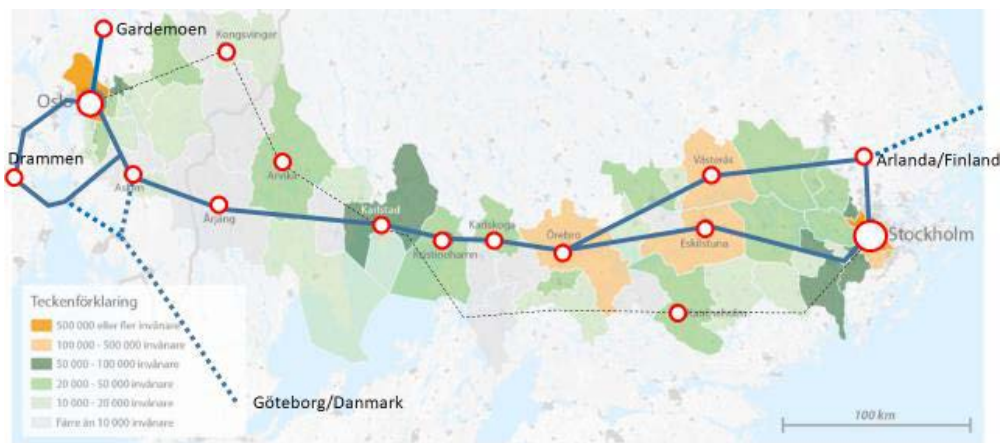 Gardemoen
Kongsvinger
Oslo
Drammen
Askim
Arvika
Årjäng
Karlstad
Kristinehamn
Karlskoga
Örebro
Västerås
Eskilstuna
Arlanda/Finland
Stockholm
Teckenförklaring
500 000 eller fler invånare
100 000 - 500 000 invånare
50 000 - 100 000 invånare
20 000 - 50 000 invånare
10 000 - 20 000 invånare
Färre än 10 000 invånare
Göteborg/Danmark
100 km